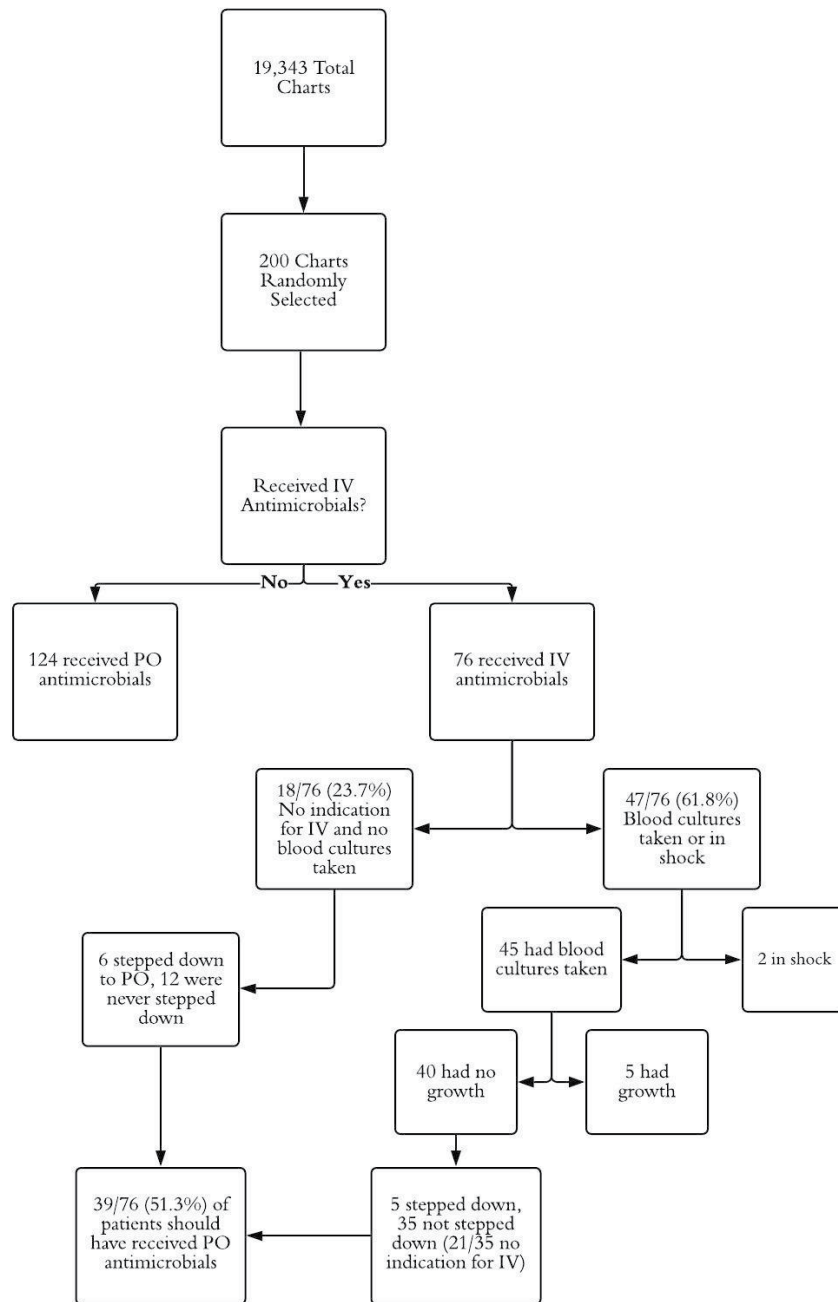 19,343 Total
Charts
200 Charts
Randomly
Selected
Received IV
Antimicrobials?
No
Yes
124 received PO
antimicrobials
76 received IV
antimicrobials
18/76 (23.7%)
No indication
for IV and no
blood cultures
taken
47/76 (61.8%)
Blood cultures
taken or in
shock
6 stepped down
to PO, 12 were
never stepped
down
45 had blood
cultures taken
2 in shock
40 had no
growth
5 had
growth
39/76 (51.3%) of
patients should
have received PO
antimicrobials
5 stepped down,
35 not stepped
down (21/35 no
indication for IV)